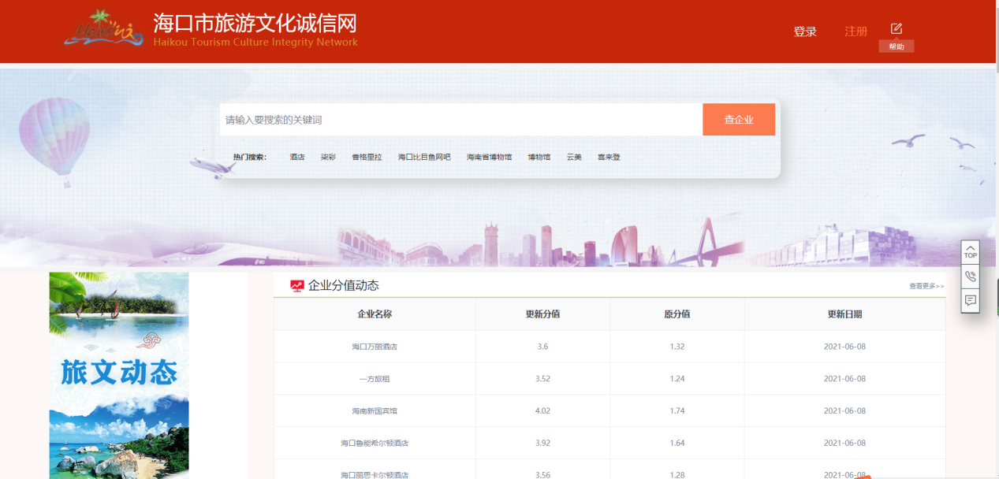 海口市旅游文化诚信网
Haikou Tourism Culture Integrity Network
登录 注册 帮助
请输入要搜索的关键词 查企业
热门搜索： 酒店 柒彩 香格里拉 海口比目鱼网吧 海南省博物馆 博物馆 云美 喜来登
TOP
旅文动态
企业分值动态 查看更多>>
企业名称 更新分值 原分值 更新日期
海口万丽酒店 3.6 1.32 2021-06-08
一方旅租 3.52 1.24 2021-06-08
海南新国宾馆 4.02 1.74 2021-06-08
海口鲁能希尔顿酒店 3.92 1.64 2021-06-08
海口丽思卡尔顿酒店 3.56 1.28 2021-06-08